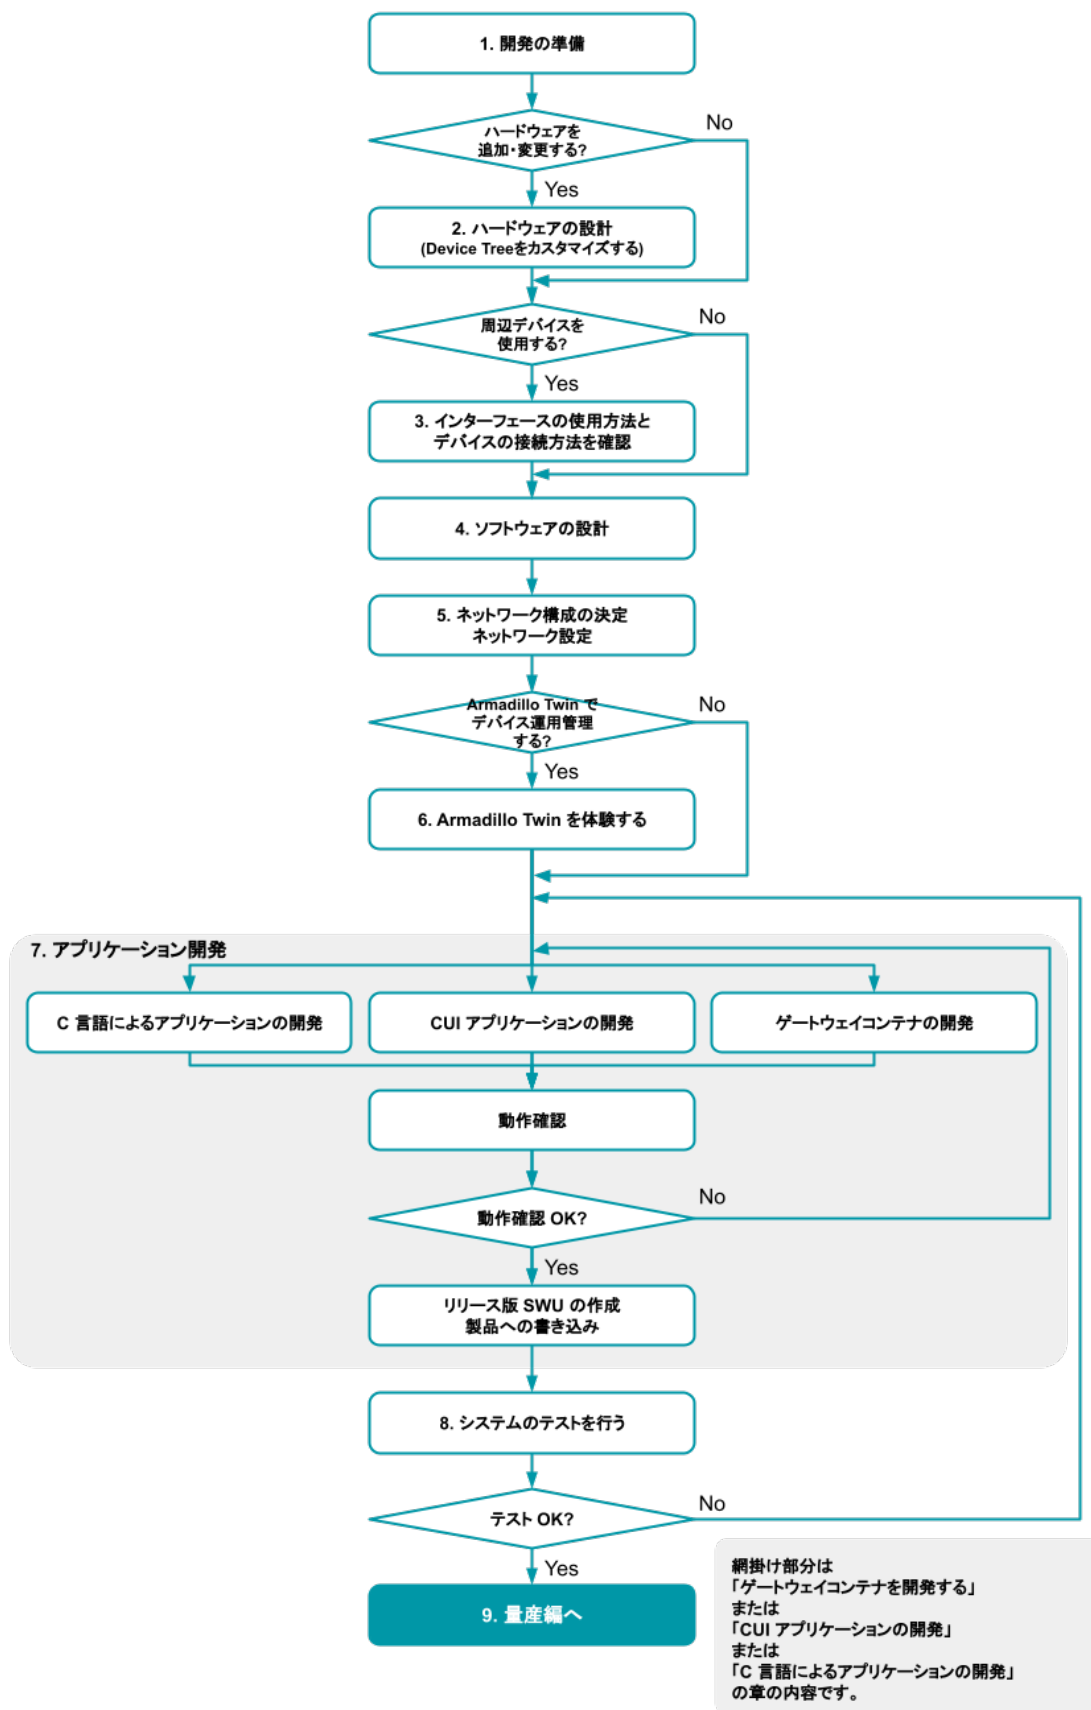 1. 開発の準備
ハードウェアを
追加・変更する?
No
Yes
2. ハードウェアの設計
(Device Treeをカスタマイズする)
周辺デバイスを
使用する?
No
Yes
3. インターフェースの使用方法と
デバイスの接続方法を確認
4. ソフトウェアの設計
5. ネットワーク構成の決定
ネットワーク設定
Armadillo Twin で
デバイス運用管理
する?
No
Yes
6. Armadillo Twin を体験する
7. アプリケーション開発
C 言語によるアプリケーションの開発
CUI アプリケーションの開発
ゲートウェイコンテナの開発
動作確認
動作確認 OK?
No
Yes
リリース版 SWU の作成
製品への書き込み
8. システムのテストを行う
テスト OK?
No
Yes
9. 量産編へ
網掛け部分は
「ゲートウェイコンテナを開発する」
または
「CUI アプリケーションの開発」
または
「C 言語によるアプリケーションの開発」
の章の内容です。